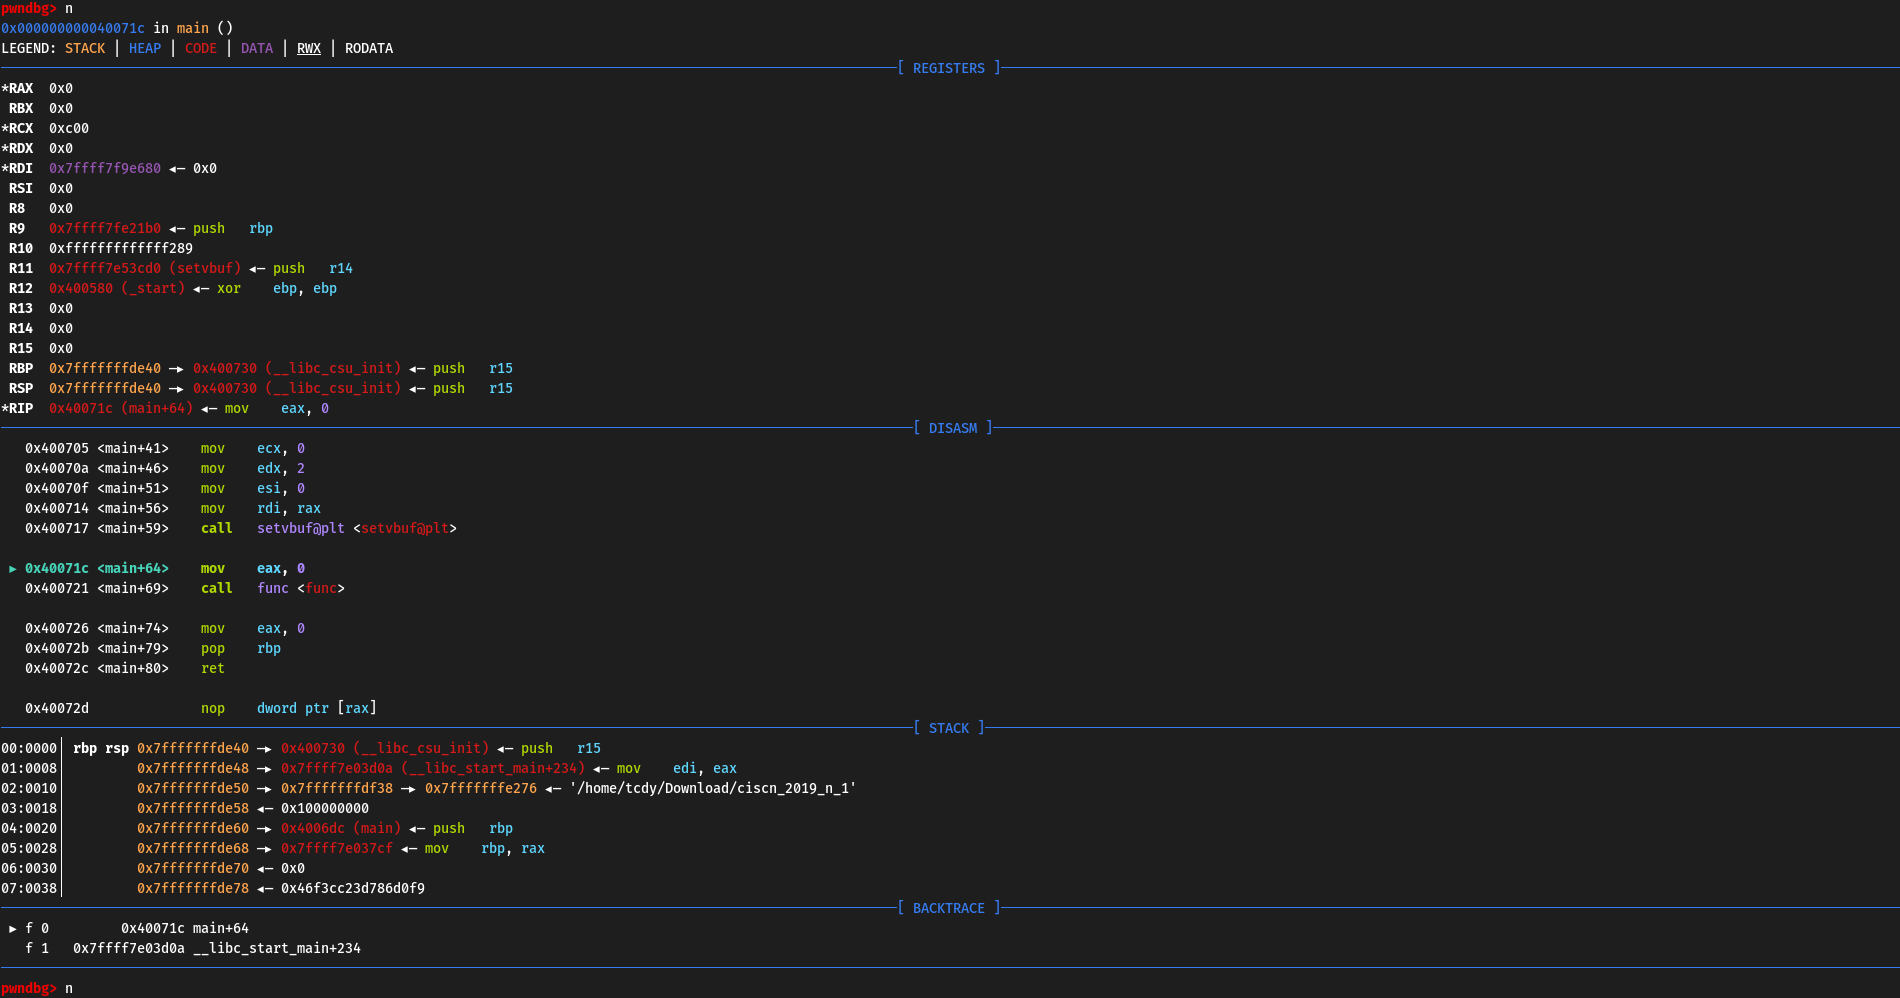 pwndbg> n
0x000000000040071c in main ()
LEGEND: STACK | HEAP | CODE | DATA | RWX | RODATA
[ REGISTERS ]
*RAX  0x0
 RBX  0x0
*RCX  0xc00
*RDX  0x0
*RDI  0x7ffff7f9e680 ◂— 0x0
 RSI  0x0
 R8   0x0
 R9   0x7ffff7fe21b0 ◂— push   rbp
 R10  0xfffffffffffff289
 R11  0x7ffff7e53cd0 (setvbuf) ◂— push   r14
 R12  0x400580 (_start) ◂— xor    ebp, ebp
 R13  0x0
 R14  0x0
 R15  0x0
 RBP  0x7fffffffde40 —▸ 0x400730 (__libc_csu_init) ◂— push   r15
 RSP  0x7fffffffde40 —▸ 0x400730 (__libc_csu_init) ◂— push   r15
*RIP  0x40071c (main+64) ◂— mov    eax, 0
[ DISASM ]
   0x400705 <main+41>    mov    ecx, 0
   0x40070a <main+46>    mov    edx, 2
   0x40070f <main+51>    mov    esi, 0
   0x400714 <main+56>    mov    rdi, rax
   0x400717 <main+59>    call   setvbuf@plt <setvbuf@plt>
 ► 0x40071c <main+64>    mov    eax, 0
   0x400721 <main+69>    call   func <func>
   0x400726 <main+74>    mov    eax, 0
   0x40072b <main+79>    pop    rbp
   0x40072c <main+80>    ret
   0x40072d              nop    dword ptr [rax]
[ STACK ]
00:0000│ rbp rsp 0x7fffffffde40 —▸ 0x400730 (__libc_csu_init) ◂— push   r15
01:0008│         0x7fffffffde48 —▸ 0x7ffff7e03d0a (__libc_start_main+234) ◂— mov    edi, eax
02:0010│         0x7fffffffde50 —▸ 0x7fffffffdf38 —▸ 0x7fffffffe276 ◂— '/home/tcdy/Download/ciscn_2019_n_1'
03:0018│         0x7fffffffde58 ◂— 0x100000000
04:0020│         0x7fffffffde60 —▸ 0x4006dc (main) ◂— push   rbp
05:0028│         0x7fffffffde68 —▸ 0x7ffff7e037cf ◂— mov    rbp, rax
06:0030│         0x7fffffffde70 ◂— 0x0
07:0038│         0x7fffffffde78 ◂— 0x46f3cc23d786d0f9
[ BACKTRACE ]
 ► f 0         0x40071c main+64
   f 1   0x7ffff7e03d0a __libc_start_main+234
pwndbg> n